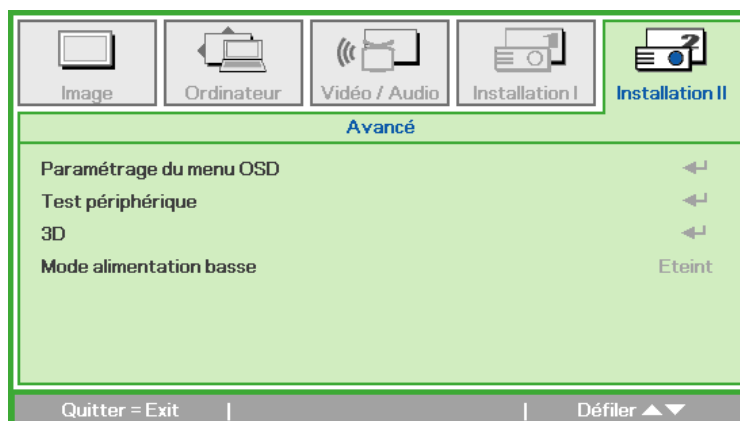 Image Ordinateur Vidéo / Audio Installation I Installation II
Avancé
Paramétrage du menu OSD
Test périphérique
3D
Mode alimentation basse Eteint
Quitter = Exit | | Défiler ▲▼